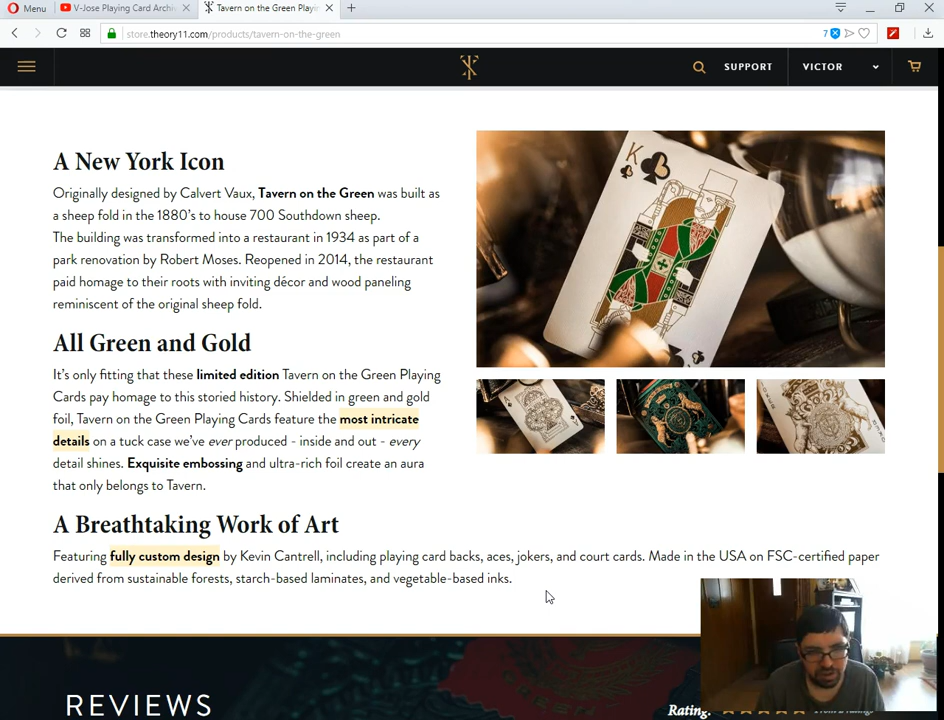 Menu
V-Jose Playing Card Archi
Tavern on the Green Playin
store.theory11.com/products/tavern-on-the-green
7
SUPPORT
VICTOR
A New York Icon
Originally designed by Calvert Vaux, Tavern on the Green was built as
a sheep fold in the 1880's to house 700 Southdown sheep.
The building was transformed into a restaurant in 1934 as part of a
park renovation by Robert Moses. Reopened in 2014, the restaurant
paid homage to their roots with inviting décor and wood paneling
reminiscent of the original sheep fold.
K
All Green and Gold
It's only fitting that these limited edition Tavern on the Green Playing
Cards pay homage to this storied history. Shielded in green and gold
foil, Tavern on the Green Playing Cards feature the most intricate
details on a tuck case we've ever produced - inside and out - every
detail shines. Exquisite embossing and ultra-rich foil create an aura
that only belongs to Tavern.
A Breathtaking Work of Art
Featuring fully custom design by Kevin Cantrell, including playing card backs, aces, jokers, and court cards. Made in the USA on FSC-certified paper
derived from sustainable forests, starch-based laminates, and vegetable-based inks.
REVIEWS
Rating: